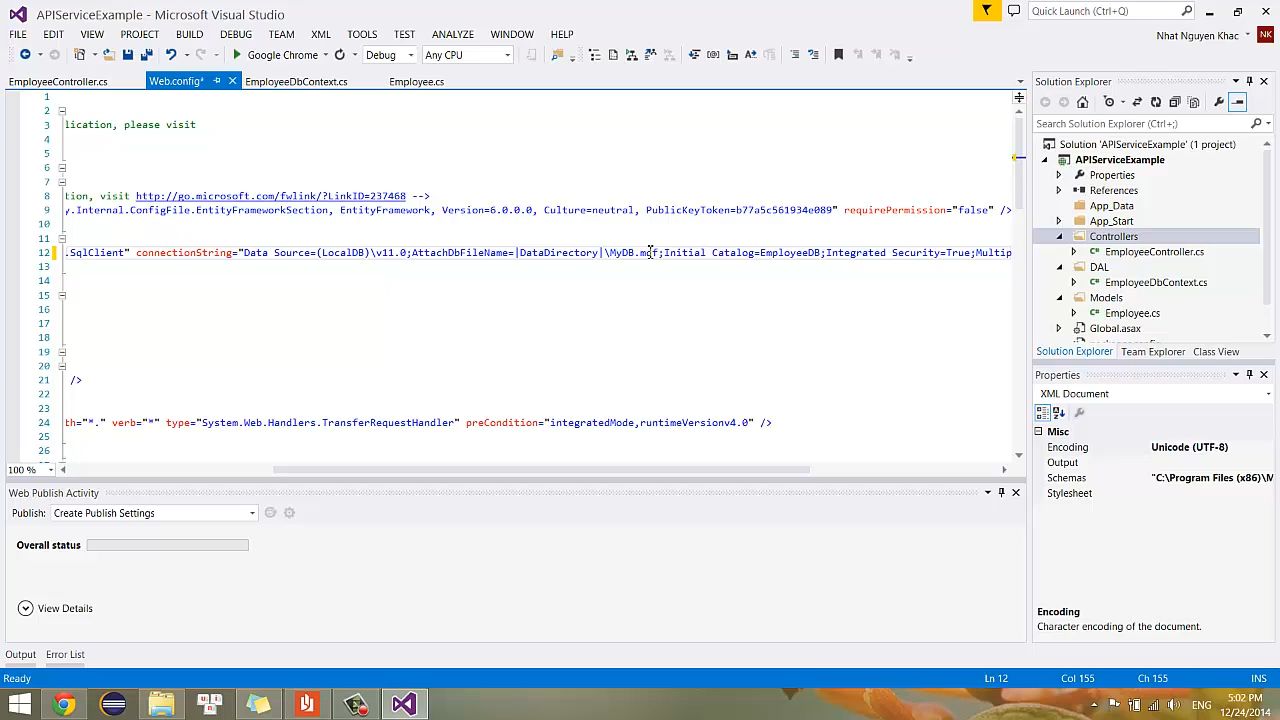 APIServiceExample - Microsoft Visual Studio
Quick Launch (Ctrl+Q)
FILE EDIT VIEW PROJECT BUILD DEBUG TEAM XML TOOLS TEST ANALYZE WINDOW HELP
Nhat Nguyen Khac NK
Google Chrome Debug Any CPU
EmployeeController.cs Web.config* EmployeeDbContext.cs Employee.cs
1
2
3 lication, please visit
4
5
6
7
8 tion, visit http://go.microsoft.com/fwlink/?LinkID=237468 -->
9 y.Internal.ConfigFile.EntityFrameworkSection, EntityFramework, Version=6.0.0.0, Culture=neutral, PublicKeyToken=b77a5c561934e089" requirePermission="false" />
10
11
12 .SqlClient" connectionString="Data Source=(LocalDB)\v11.0;AttachDbFileName=|DataDirectory|\MyDB.mdf;Initial Catalog=EmployeeDB;Integrated Security=True;Multip
13
14
15
16
17
18
19
20
21 />
22
23
24 th="*." verb="*" type="System.Web.Handlers.TransferRequestHandler" preCondition="integratedMode,runtimeVersionv4.0" />
25
26
100 %
Solution Explorer
Search Solution Explorer (Ctrl+;)
Solution 'APIServiceExample' (1 project)
APIServiceExample
Properties
References
App_Data
App_Start
Controllers
EmployeeController.cs
DAL
EmployeeDbContext.cs
Models
Employee.cs
Global.asax
Solution Explorer Team Explorer Class View
Properties
XML Document
Misc
Encoding Unicode (UTF-8)
Output
Schemas "C:\Program Files (x86)\M
Stylesheet
Encoding
Character encoding of the document.
Web Publish Activity
Publish: Create Publish Settings
Overall status
View Details
Output Error List
Ready Ln 12 Col 155 Ch 155 INS
ENG
5:02 PM
12/24/2014